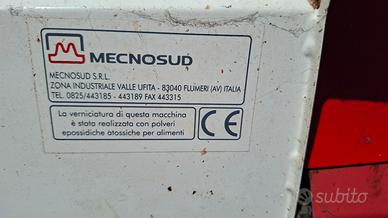 MECNOSUD
MECNOSUD S.R.L.
ZONA INDUSTRIALE VALLE UFITA - 83040 FLUMERI (AV) ITALIA
TEL. 0825/443185 - 443189 FAX 443315
La verniciatura di questa macchina
è stata realizzata con polveri
epossidiche atossiche per alimenti
CE
subito